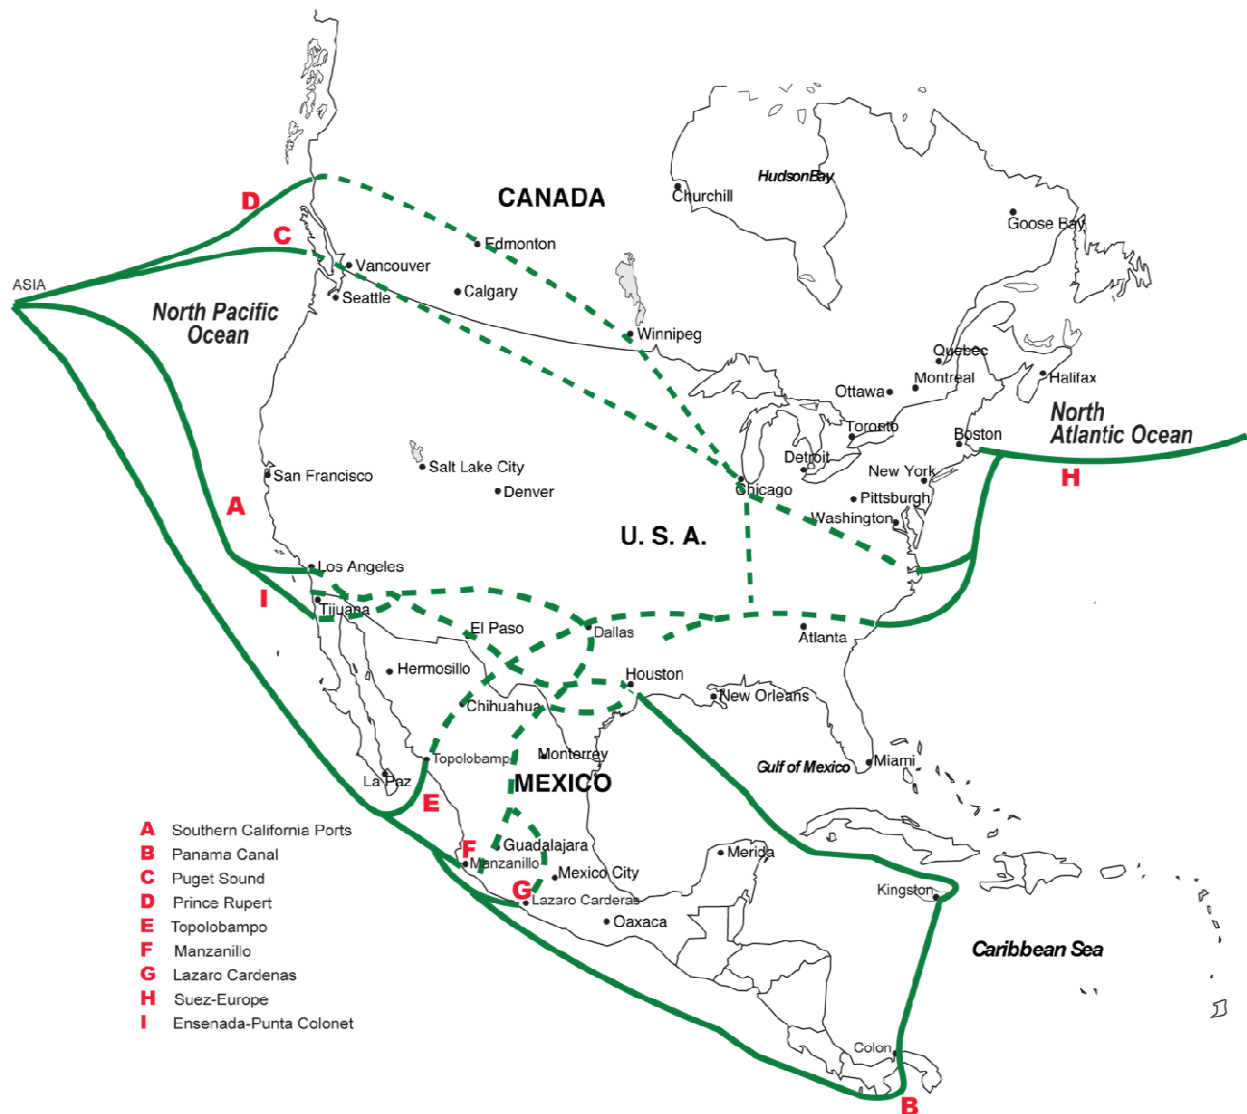 D
CANADA
Hudson Bay
Churchill
Goose Bay
C
Edmonton
Vancouver
ASIA
Calgary
Seattle
North Pacific
Ocean
Winnipeg
Quebec
Montreal
Halifax
Ottawa
North
Atlantic Ocean
Toronto
Boston
Detroit
Salt Lake City
San Francisco
New York
H
Chicago
Denver
Pittsburgh
A
Washington
U. S. A.
Los Angeles
I
Tijuana
El Paso
Dallas
Atlanta
Hermosillo
Houston
New Orleans
Chihuahua
Monterrey
Topolobamp
Gulf of Mexico
Miami
La Paz
MEXICO
E
A Southern California Ports
B Panama Canal
C Puget Sound
D Prince Rupert
E Topolobampo
F Manzanillo
G Lazaro Cardenas
H Suez-Europe
I Ensenada-Punta Colonet
F
Guadalajara
Manzanillo
Merida
Mexico City
G
Kingston
Lazaro Carderas
Oaxaca
Caribbean Sea
Colon
B